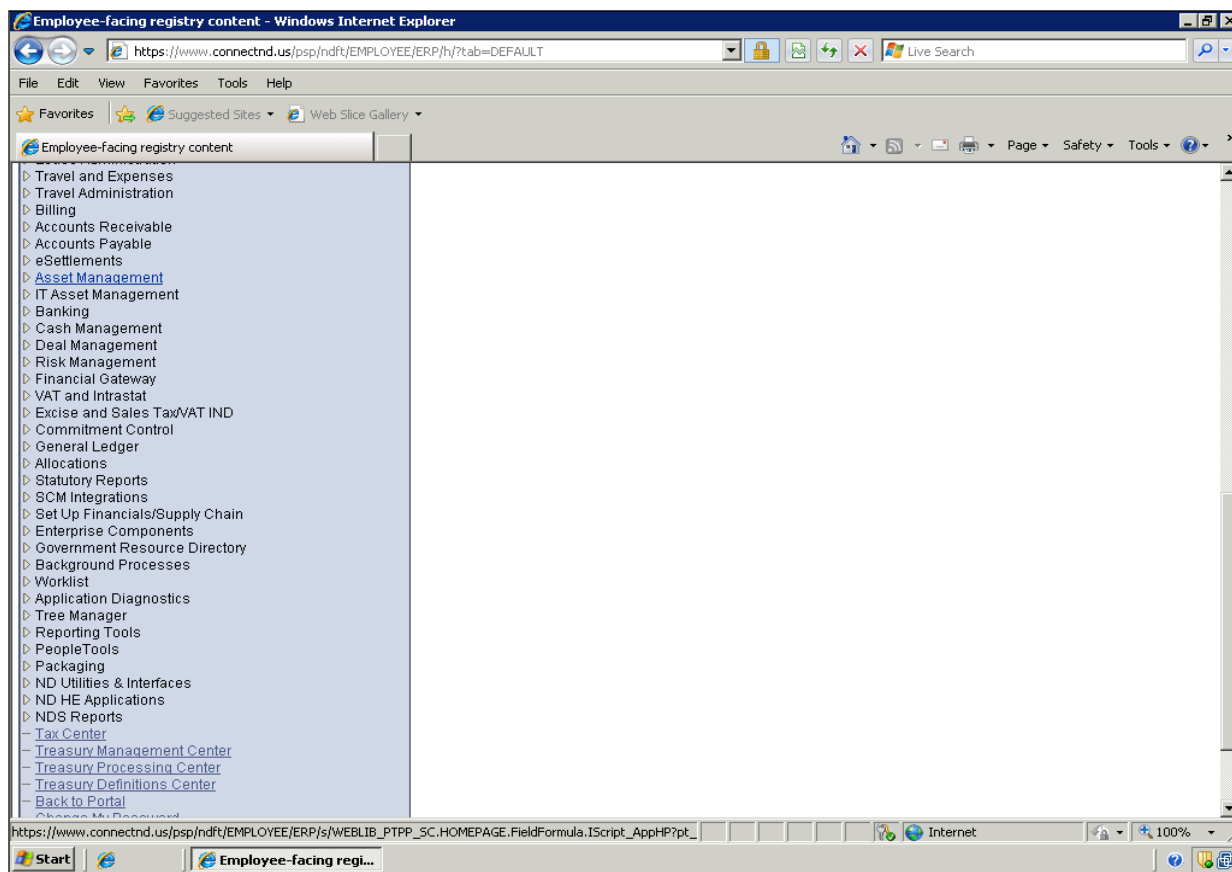 Employee-facing registry content - Windows Internet Explorer
https://www.connectnd.us/psp/ndft/EMPLOYEE/ERP/h/?tab=DEFAULT
Live Search
File Edit View Favorites Tools Help
Favorites Suggested Sites Web Slice Gallery
Employee-facing registry content
Page Safety Tools
Travel and Expenses
Travel Administration
Billing
Accounts Receivable
Accounts Payable
eSettlements
Asset Management
IT Asset Management
Banking
Cash Management
Deal Management
Risk Management
Financial Gateway
VAT and Intrastat
Excise and Sales Tax/VAT IND
Commitment Control
General Ledger
Allocations
Statutory Reports
SCM Integrations
Set Up Financials/Supply Chain
Enterprise Components
Government Resource Directory
Background Processes
Worklist
Application Diagnostics
Tree Manager
Reporting Tools
PeopleTools
Packaging
ND Utilities & Interfaces
ND HE Applications
NDS Reports
Tax Center
Treasury Management Center
Treasury Processing Center
Treasury Definitions Center
Back to Portal
Change My Password
https://www.connectnd.us/psp/ndft/EMPLOYEE/ERP/s/WEBLIB_PTPP_SC.HOMEPAGE.FieldFormula.IScript_AppHP?pt_
Internet
100%
Start
Employee-facing regi...